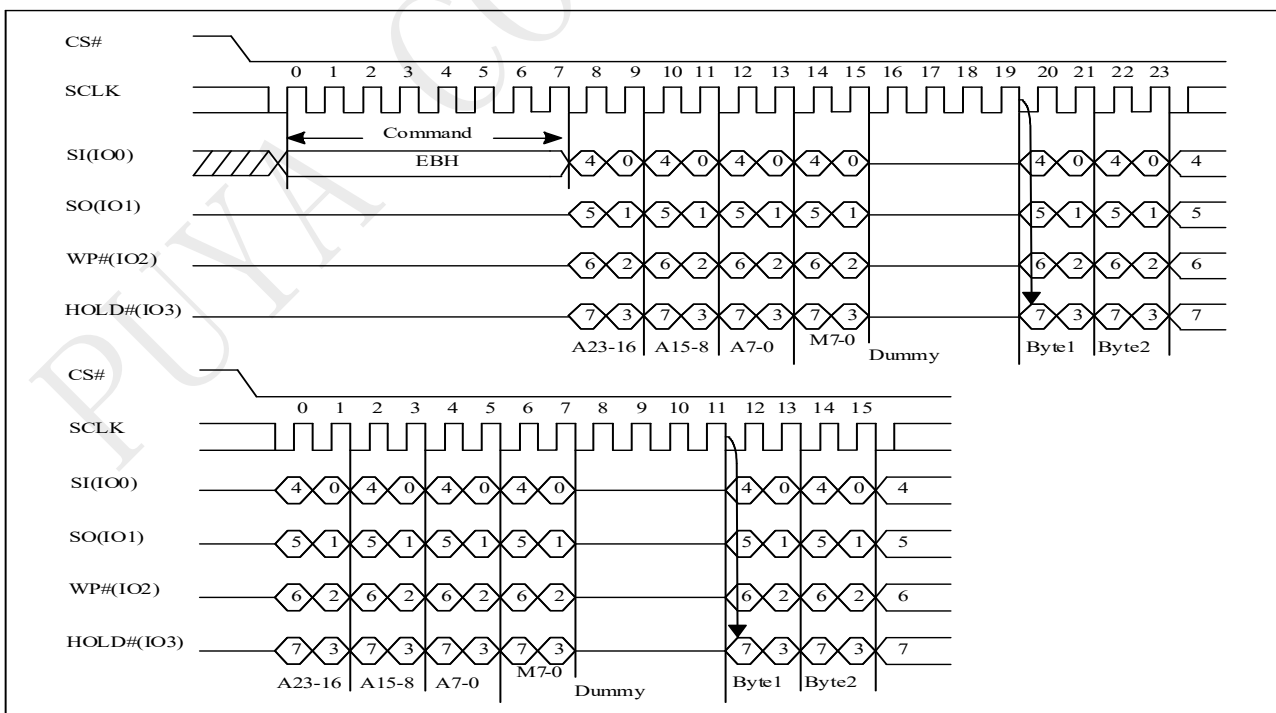 CS#
0 1 2 3 4 5 6 7 8 9 10 11 12 13 14 15 16 17 18 19 20 21 22 23
SCLK
Command
SI(IO0) EBH 4 0 4 0 4 0 4 0 4 0 4 0 4
SO(IO1) 5 1 5 1 5 1 5 1 5 1 5 1 5
WP#(IO2) 6 2 6 2 6 2 6 2 6 2 6 2 6
HOLD#(IO3) 7 3 7 3 7 3 7 3 7 3 7 3 7
A23-16 A15-8 A7-0 M7-0 Dummy Byte1 Byte2
CS#
0 1 2 3 4 5 6 7 8 9 10 11 12 13 14 15
SCLK
SI(IO0) 4 0 4 0 4 0 4 0 4 0 4 0 4
SO(IO1) 5 1 5 1 5 1 5 1 5 1 5 1 5
WP#(IO2) 6 2 6 2 6 2 6 2 6 2 6 2 6
HOLD#(IO3) 7 3 7 3 7 3 7 3 7 3 7 3 7
A23-16 A15-8 A7-0 M7-0 Dummy Byte1 Byte2
PUYA